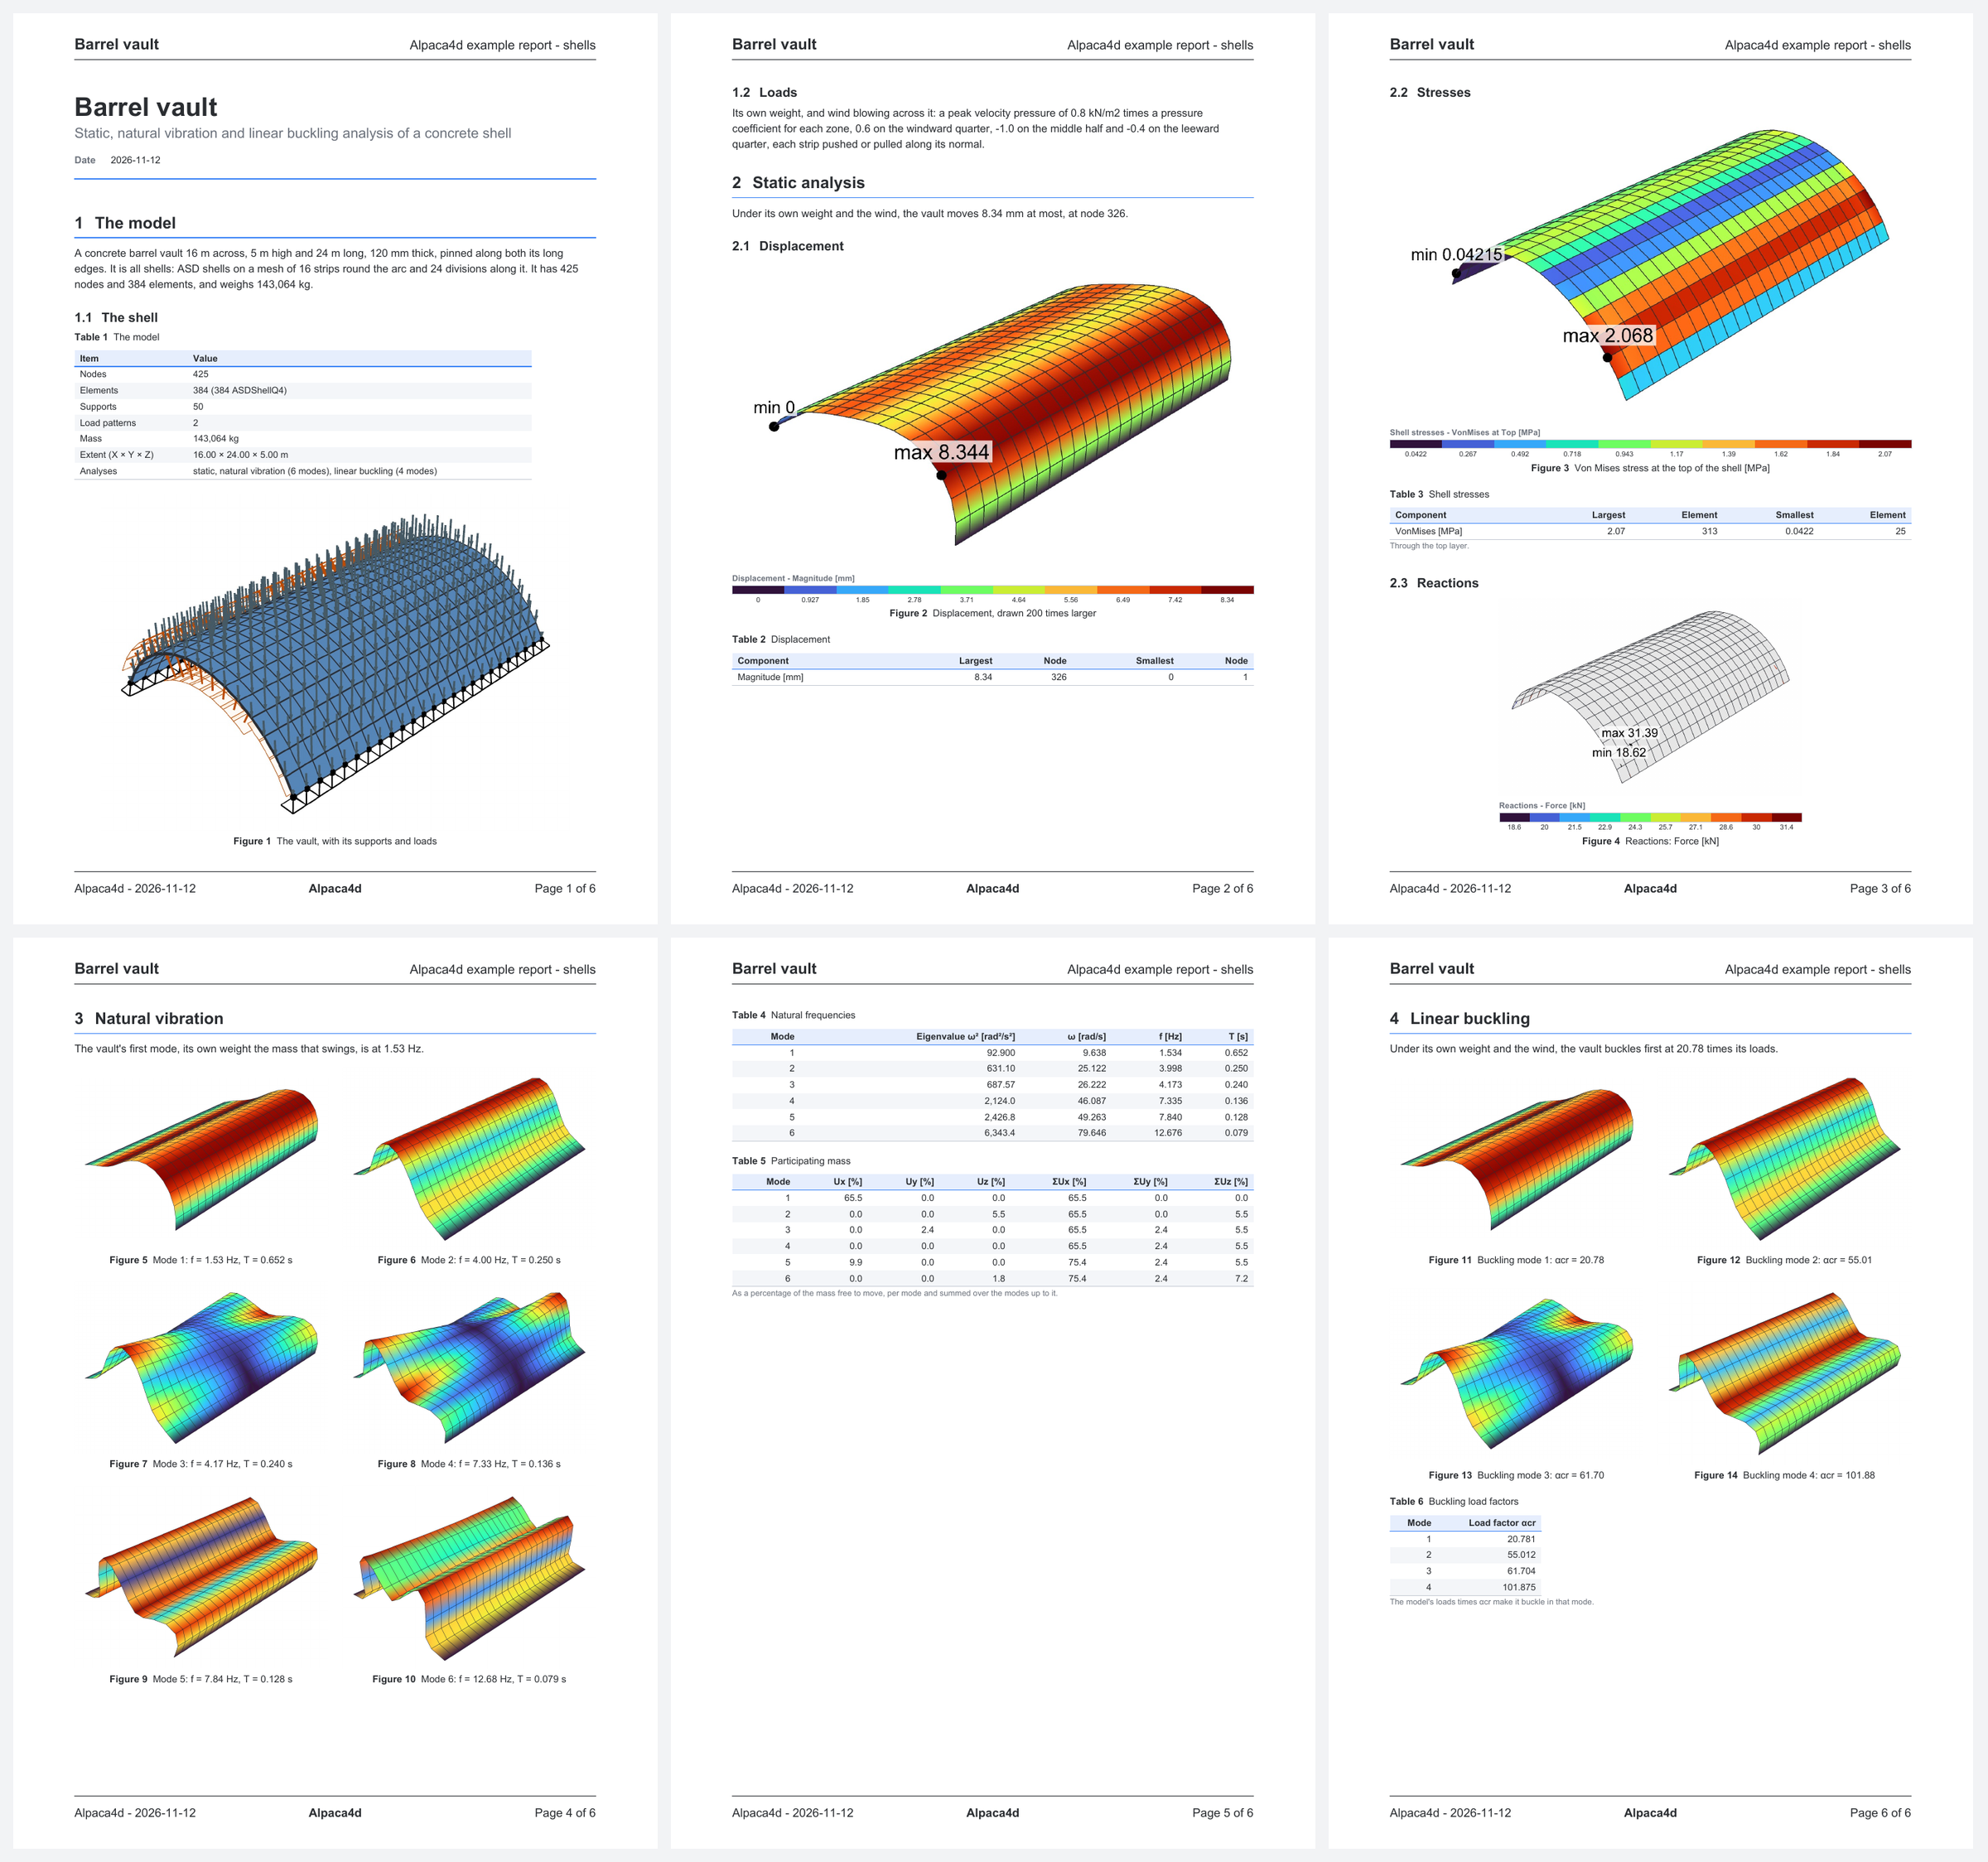 Barrel vault Alpaca4d example report - shells
Barrel vault
Static, natural vibration and linear buckling analysis of a concrete shell
Date 2026-11-12
1 The model
A concrete barrel vault 16 m across, 5 m high and 24 m long, 120 mm thick, pinned along both its long
edges. It is all shells: ASD shells on a mesh of 16 strips round the arc and 24 divisions along it. It has 425
nodes and 384 elements, and weighs 143,064 kg.
1.1 The shell
Table 1 The model
Item Value
Nodes 425
Elements 384 (384 ASDShellQ4)
Supports 50
Load patterns 2
Mass 143,064 kg
Extent (X × Y × Z) 16.00 × 24.00 × 5.00 m
Analyses static, natural vibration (6 modes), linear buckling (4 modes)
Figure 1 The vault, with its supports and loads
Alpaca4d - 2026-11-12 Alpaca4d Page 1 of 6
Barrel vault Alpaca4d example report - shells
1.2 Loads
Its own weight, and wind blowing across it: a peak velocity pressure of 0.8 kN/m2 times a pressure
coefficient for each zone, 0.6 on the windward quarter, -1.0 on the middle half and -0.4 on the leeward
quarter, each strip pushed or pulled along its normal.
2 Static analysis
Under its own weight and the wind, the vault moves 8.34 mm at most, at node 326.
2.1 Displacement
min 0
max 8.344
Displacement - Magnitude [mm]
0 0.927 1.85 2.78 3.71 4.64 5.56 6.49 7.42 8.34
Figure 2 Displacement, drawn 200 times larger
Table 2 Displacement
Component Largest Node Smallest Node
Magnitude [mm] 8.34 326 0 1
Alpaca4d - 2026-11-12 Alpaca4d Page 2 of 6
Barrel vault Alpaca4d example report - shells
2.2 Stresses
min 0.04215
max 2.068
Shell stresses - VonMises at Top [MPa]
0.0422 0.267 0.492 0.718 0.943 1.17 1.39 1.62 1.84 2.07
Figure 3 Von Mises stress at the top of the shell [MPa]
Table 3 Shell stresses
Component Largest Element Smallest Element
VonMises [MPa] 2.07 313 0.0422 25
Through the top layer.
2.3 Reactions
max 31.39
min 18.62
Reactions - Force [kN]
18.6 20 21.5 22.9 24.3 25.7 27.1 28.6 30 31.4
Figure 4 Reactions: Force [kN]
Alpaca4d - 2026-11-12 Alpaca4d Page 3 of 6
Barrel vault Alpaca4d example report - shells
3 Natural vibration
The vault's first mode, its own weight the mass that swings, is at 1.53 Hz.
Figure 5 Mode 1: f = 1.53 Hz, T = 0.652 s
Figure 6 Mode 2: f = 4.00 Hz, T = 0.250 s
Figure 7 Mode 3: f = 4.17 Hz, T = 0.240 s
Figure 8 Mode 4: f = 7.33 Hz, T = 0.136 s
Figure 9 Mode 5: f = 7.84 Hz, T = 0.128 s
Figure 10 Mode 6: f = 12.68 Hz, T = 0.079 s
Alpaca4d - 2026-11-12 Alpaca4d Page 4 of 6
Barrel vault Alpaca4d example report - shells
Table 4 Natural frequencies
Mode Eigenvalue ω² [rad²/s²] ω [rad/s] f [Hz] T [s]
1 92.900 9.638 1.534 0.652
2 631.10 25.122 3.998 0.250
3 687.57 26.222 4.173 0.240
4 2,124.0 46.087 7.335 0.136
5 2,426.8 49.263 7.840 0.128
6 6,343.4 79.646 12.676 0.079
Table 5 Participating mass
Mode Ux [%] Uy [%] Uz [%] ΣUx [%] ΣUy [%] ΣUz [%]
1 65.5 0.0 0.0 65.5 0.0 0.0
2 0.0 0.0 5.5 65.5 0.0 5.5
3 0.0 2.4 0.0 65.5 2.4 5.5
4 0.0 0.0 0.0 65.5 2.4 5.5
5 9.9 0.0 0.0 75.4 2.4 5.5
6 0.0 0.0 1.8 75.4 2.4 7.2
As a percentage of the mass free to move, per mode and summed over the modes up to it.
Alpaca4d - 2026-11-12 Alpaca4d Page 5 of 6
Barrel vault Alpaca4d example report - shells
4 Linear buckling
Under its own weight and the wind, the vault buckles first at 20.78 times its loads.
Figure 11 Buckling mode 1: αcr = 20.78
Figure 12 Buckling mode 2: αcr = 55.01
Figure 13 Buckling mode 3: αcr = 61.70
Figure 14 Buckling mode 4: αcr = 101.88
Table 6 Buckling load factors
Mode Load factor αcr
1 20.781
2 55.012
3 61.704
4 101.875
The model's loads times αcr make it buckle in that mode.
Alpaca4d - 2026-11-12 Alpaca4d Page 6 of 6